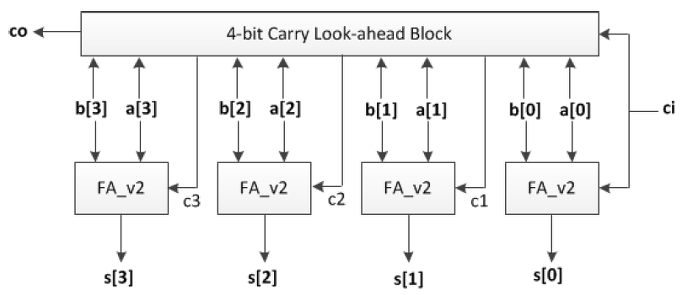 co
4-bit Carry Look-ahead Block
b[3] a[3] b[2] a[2] b[1] a[1] b[0] a[0] ci
FA_v2 c3 FA_v2 c2 FA_v2 c1 FA_v2
s[3] s[2] s[1] s[0]